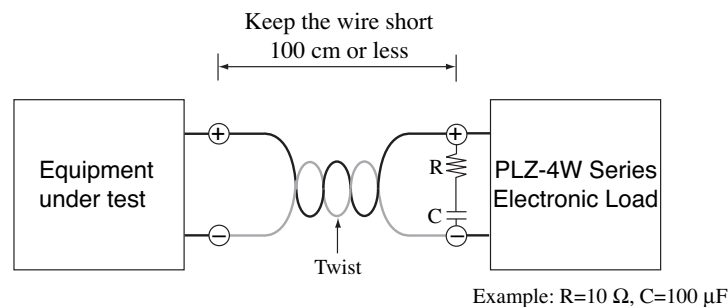 Keep the wire short
100 cm or less
+
+
Equipment
under test
R
PLZ-4W Series
Electronic Load
C
−
−
Twist
Example: R=10 Ω, C=100 µF